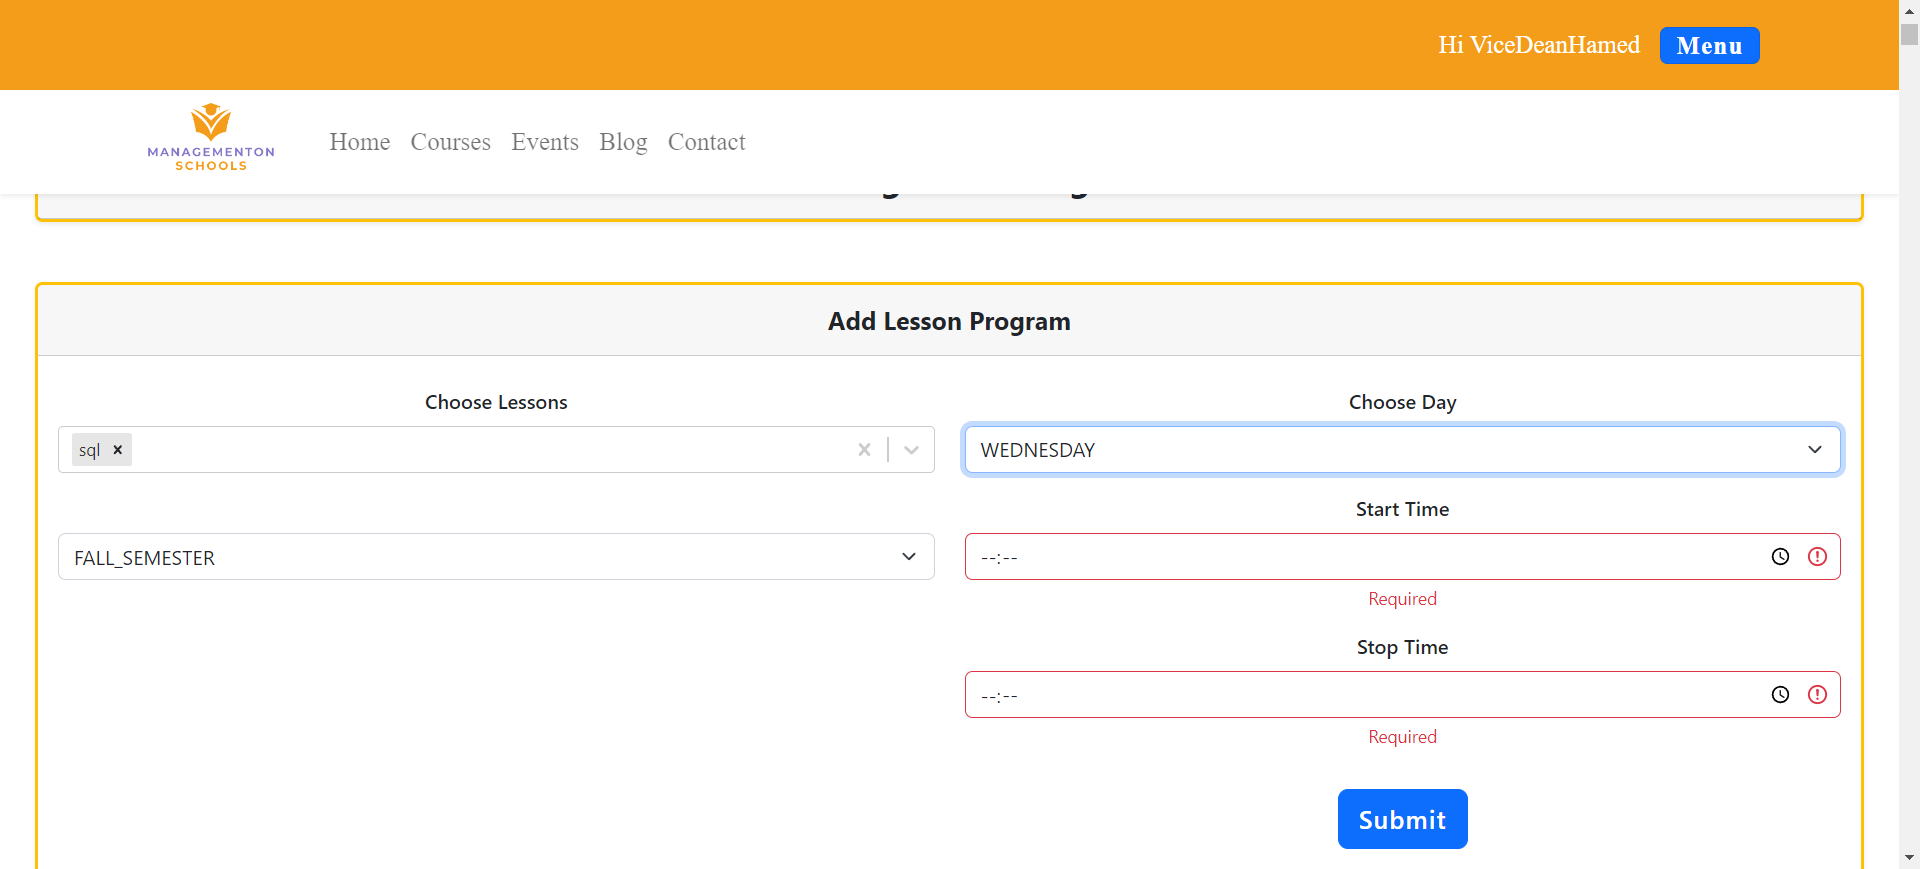 Hi ViceDeanHamed
Menu
MANAGEMENTON
SCHOOLS
Home Courses Events Blog Contact
Add Lesson Program
Choose Lessons
Choose Day
sql
WEDNESDAY
Start Time
FALL_SEMESTER
--:--
Required
Stop Time
--:--
Required
Submit